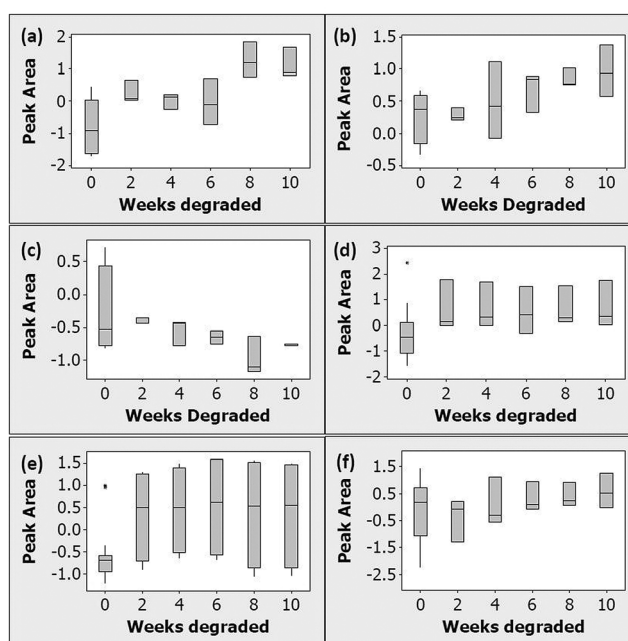 (a)
Peak Area
2
1
0
-1
-2
0 2 4 6 8 10
Weeks degraded
(b)
Peak Area
1.5
1.0
0.5
0.0
-0.5
0 2 4 6 8 10
Weeks Degraded
(c)
Peak Area
0.5
0.0
-0.5
-1.0
0 2 4 6 8 10
Weeks Degraded
(d)
Peak Area
3
2
1
0
-1
-2
0 2 4 6 8 10
Weeks degraded
(e)
Peak Area
1.5
1.0
0.5
0.0
-0.5
-1.0
0 2 4 6 8 10
Weeks degraded
(f)
Peak Area
1.5
0.5
-0.5
-1.5
-2.5
0 2 4 6 8 10
Weeks degraded